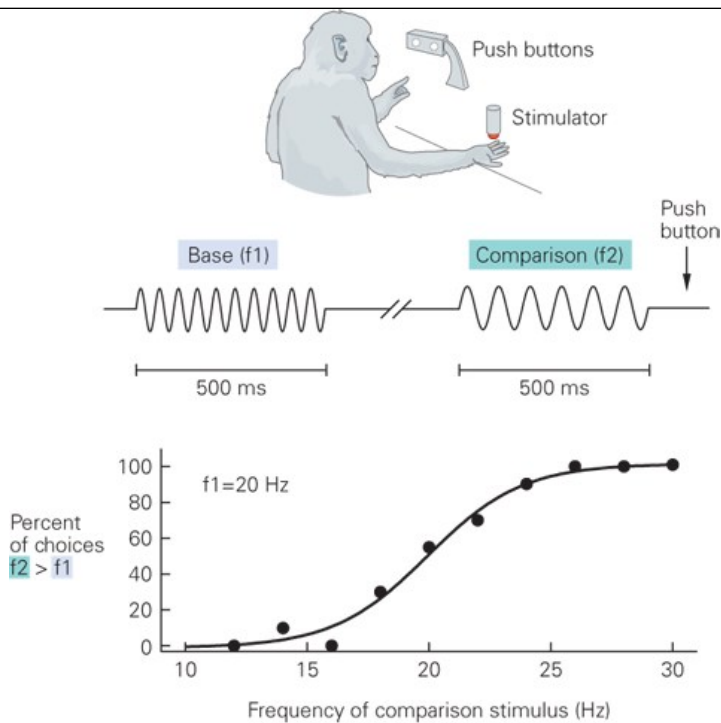 Push buttons
Stimulator
Push
button
Base (f1)
Comparison (f2)
500 ms
500 ms
100
80
60
40
20
0
f1=20 Hz
Percent
of choices
f2 > f1
10
15
20
25
30
Frequency of comparison stimulus (Hz)